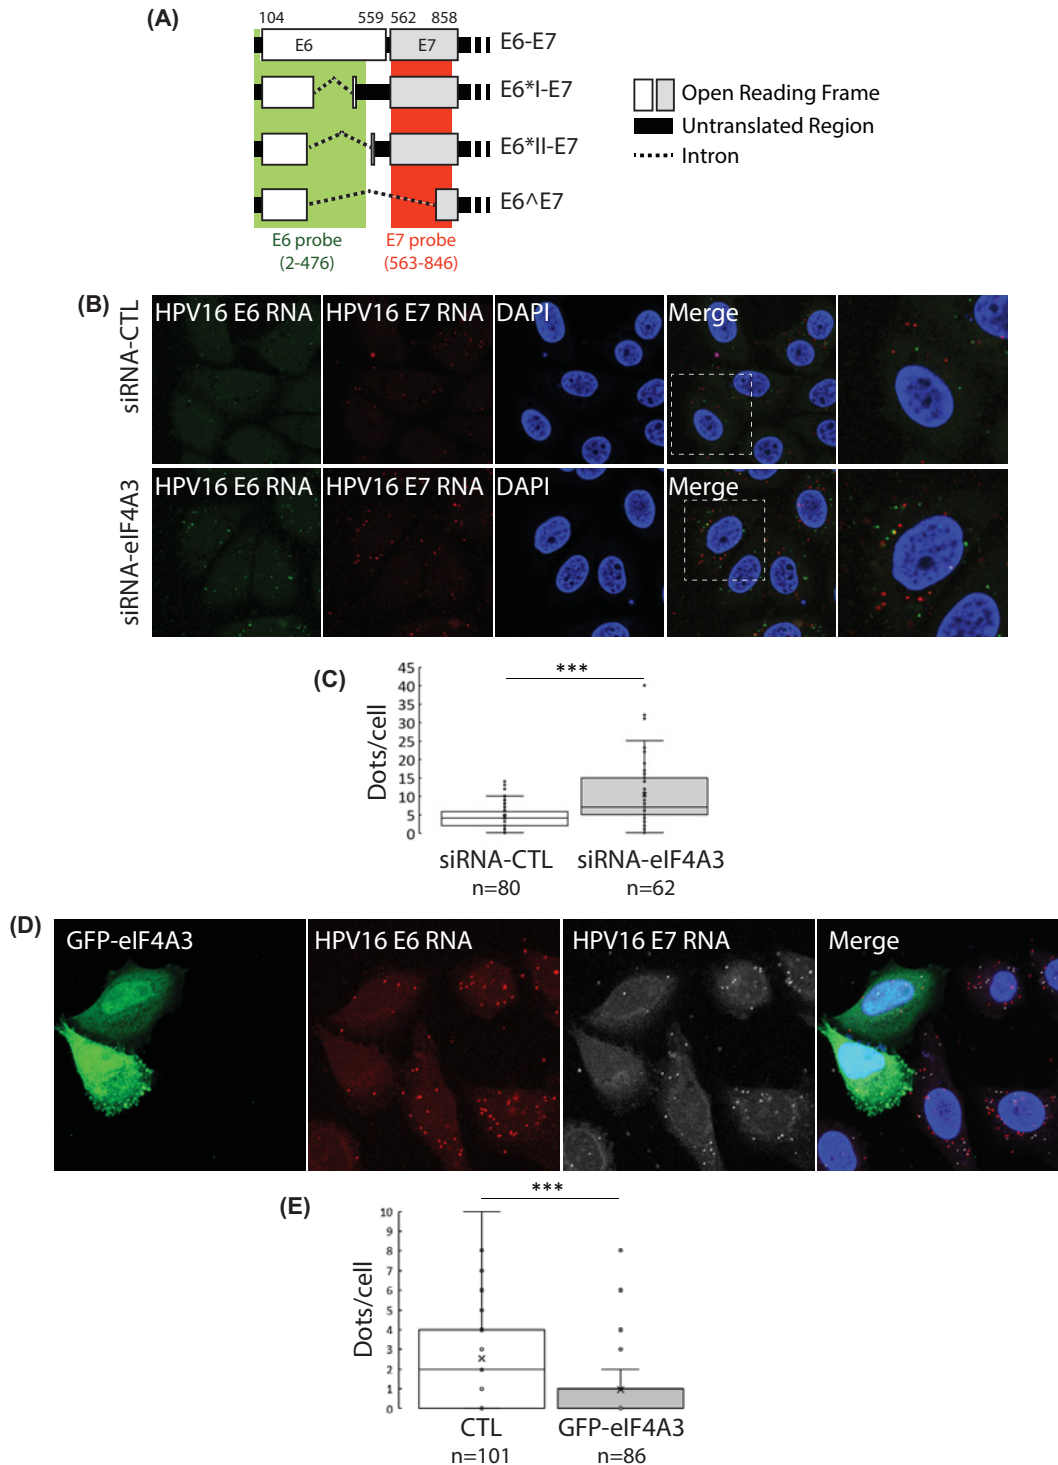 (A)
104 559 562 858
E6 E7 E6-E7
E6*I-E7
E6*II-E7
E6^E7
Open Reading Frame
Untranslated Region
Intron
E6 probe
(2-476)
E7 probe
(563-846)
(B)
siRNA-CTL
HPV16 E6 RNA HPV16 E7 RNA DAPI Merge
siRNA-eIF4A3
HPV16 E6 RNA HPV16 E7 RNA DAPI Merge
(C)
***
Dots/cell
45
40
35
30
25
20
15
10
5
0
siRNA-CTL siRNA-eIF4A3
n=80 n=62
(D)
GFP-eIF4A3 HPV16 E6 RNA HPV16 E7 RNA Merge
(E)
***
Dots/cell
10
9
8
7
6
5
4
3
2
1
0
CTL GFP-eIF4A3
n=101 n=86